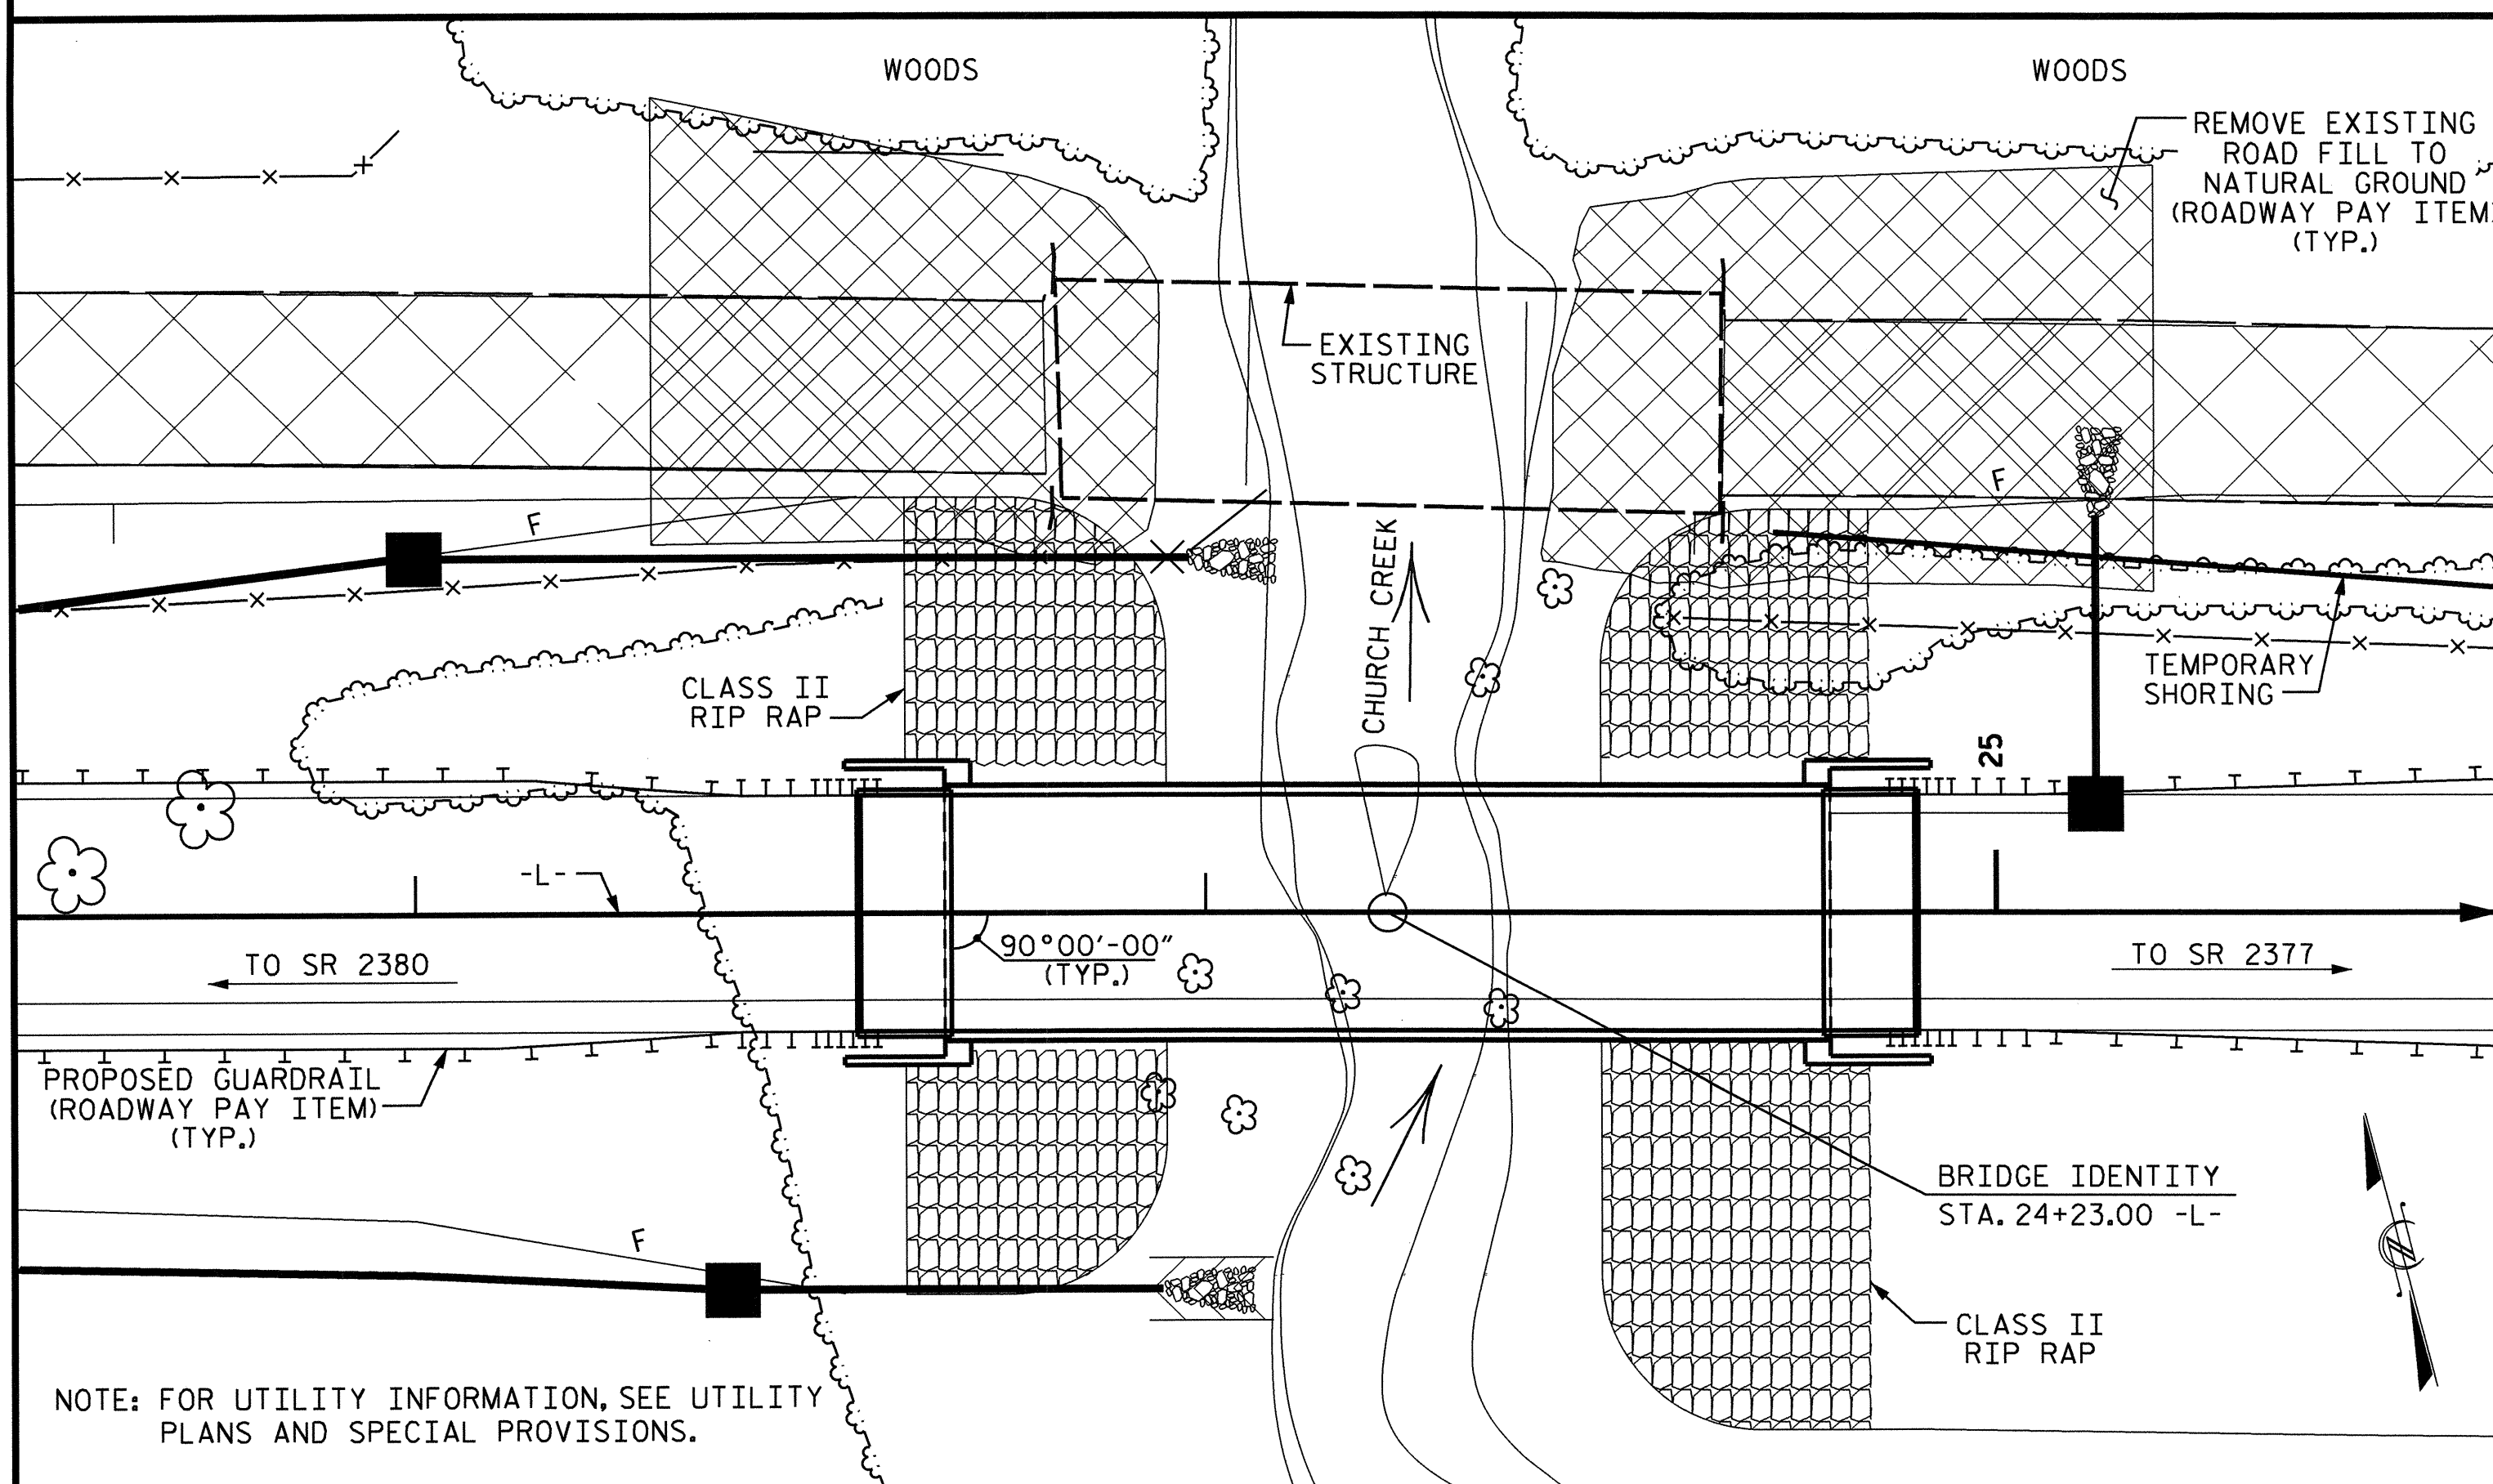 WOODS
WOODS
REMOVE EXISTING
ROAD FILL TO
NATURAL GROUND
(ROADWAY PAY ITEM)
(TYP.)
EXISTING
STRUCTURE
F
F
CHURCH CREEK
CLASS II
RIP RAP
TEMPORARY
SHORING
25
-L-
90°00'-00"
(TYP.)
TO SR 2380
TO SR 2377
PROPOSED GUARDRAIL
(ROADWAY PAY ITEM)
(TYP.)
BRIDGE IDENTITY
STA. 24+23.00 -L-
F
CLASS II
RIP RAP
NOTE: FOR UTILITY INFORMATION, SEE UTILITY
PLANS AND SPECIAL PROVISIONS.